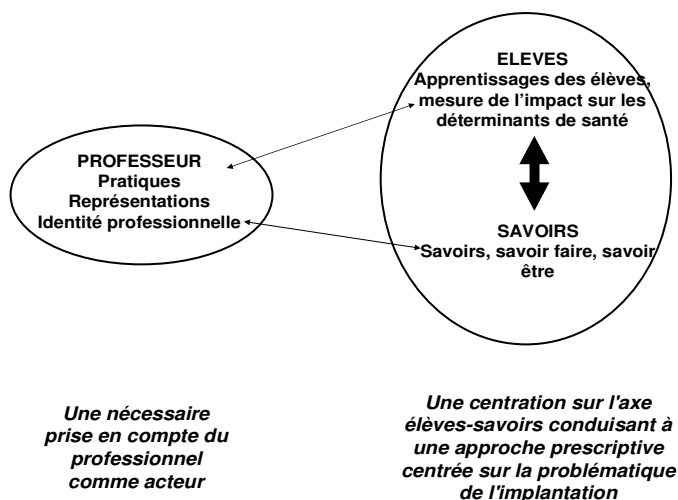 PROFESSEUR
Pratiques
Représentations
Identité professionnelle
ELEVES
Apprentissages des élèves,
mesure de l'impact sur les
déterminants de santé
SAVOIRS
Savoirs, savoir faire, savoir
être
Une nécessaire
prise en compte du
professionnel
comme acteur
Une centration sur l'axe
élèves-savoirs conduisant à
une approche prescriptive
centrée sur la problématique
de l'implantation